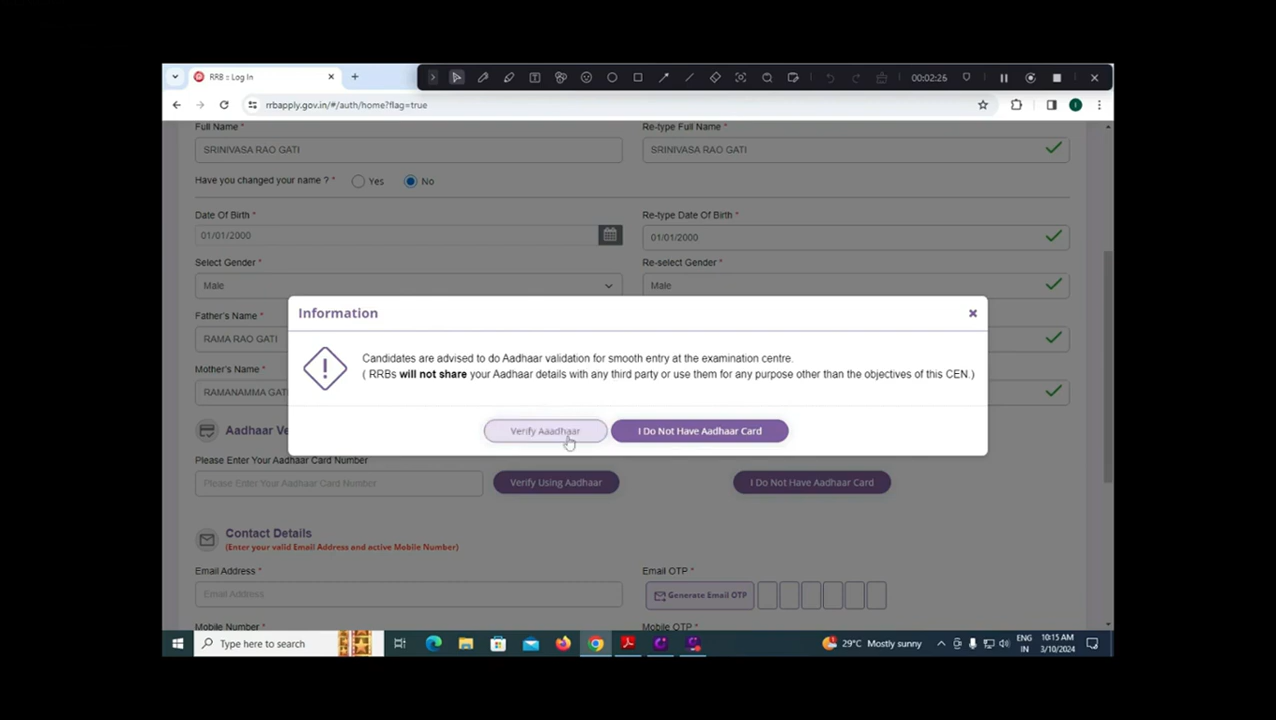 RRB :: Log In
00:02:26
rrbapply.gov.in/#/auth/home?flag=true
Full Name *
Re-type Full Name *
SRINIVASA RAO GATI
SRINIVASA RAO GATI
Have you changed your name ? *
Yes
No
Date Of Birth *
Re-type Date Of Birth *
01/01/2000
01/01/2000
Select Gender *
Re-select Gender *
Male
Male
Information
Father's Name *
RAMA RAO GATI
Candidates are advised to do Aadhaar validation for smooth entry at the examination centre.
( RRBs will not share your Aadhaar details with any third party or use them for any purpose other than the objectives of this CEN.)
Mother's Name *
RAMANAMMA GATI
Verify Aaadhaar
I Do Not Have Aadhaar Card
Aadhaar Ve
Please Enter Your Aadhaar Card Number
Please Enter Your Aadhaar Card Number
Verify Using Aadhaar
I Do Not Have Aadhaar Card
Contact Details
(Enter your valid Email Address and active Mobile Number)
Email Address *
Email OTP *
Email Address
Generate Email OTP
Mobile Number *
Mobile OTP *
Type here to search
29°C Mostly sunny
ENG
IN
10:15 AM
3/10/2024